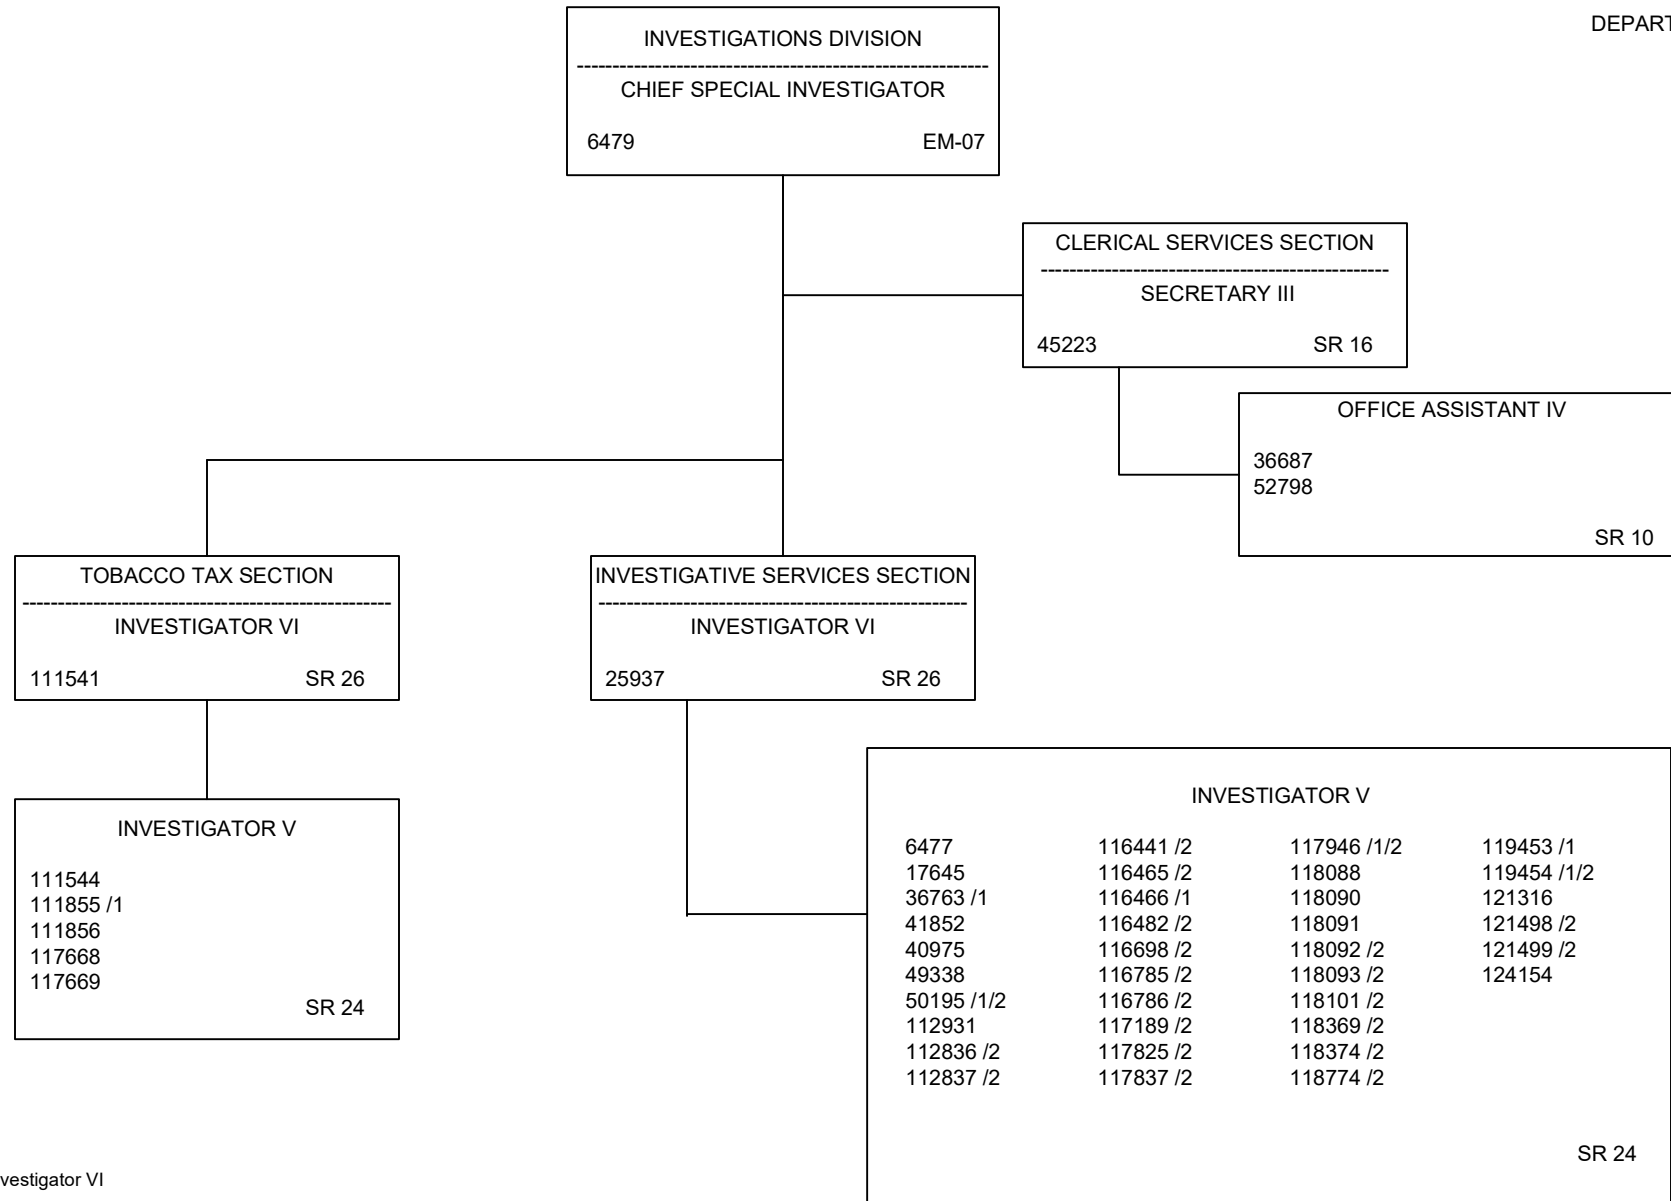 DEPART
INVESTIGATIONS DIVISION
CHIEF SPECIAL INVESTIGATOR
6479 EM-07
CLERICAL SERVICES SECTION
SECRETARY III
45223 SR 16
OFFICE ASSISTANT IV
36687
52798
SR 10
TOBACCO TAX SECTION
INVESTIGATOR VI
111541 SR 26
INVESTIGATIVE SERVICES SECTION
INVESTIGATOR VI
25937 SR 26
INVESTIGATOR V
111544
111855 /1
111856
117668
117669
SR 24
INVESTIGATOR V
6477 116441 /2 117946 /1/2 119453 /1
17645 116465 /2 118088 119454 /1/2
36763 /1 116466 /1 118090 121316
41852 116482 /2 118091 121498 /2
40975 116698 /2 118092 /2 121499 /2
49338 116785 /2 118093 /2 124154
50195 /1/2 116786 /2 118101 /2
112931 117189 /2 118369 /2
112836 /2 117825 /2 118374 /2
112837 /2 117837 /2 118774 /2
SR 24
vestigator VI